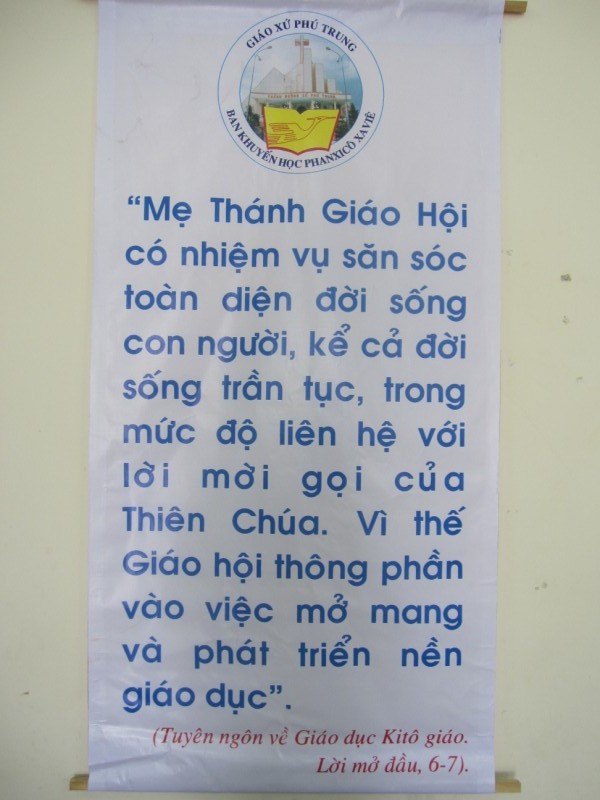 GIÁO XỨ PHÚ TRUNG
BAN KHUYẾN HỌC PHANXICÔ XAVIÊ
“Mẹ Thánh Giáo Hội
có nhiệm vụ săn sóc
toàn diện đời sống
con người, kể cả đời
sống trần tục, trong
mức độ liên hệ với
lời mời gọi của
Thiên Chúa. Vì thế
Giáo hội thông phần
vào việc mở mang
và phát triển nền
giáo dục”.
(Tuyên ngôn về Giáo dục Kitô giáo.
Lời mở đầu, 6-7).